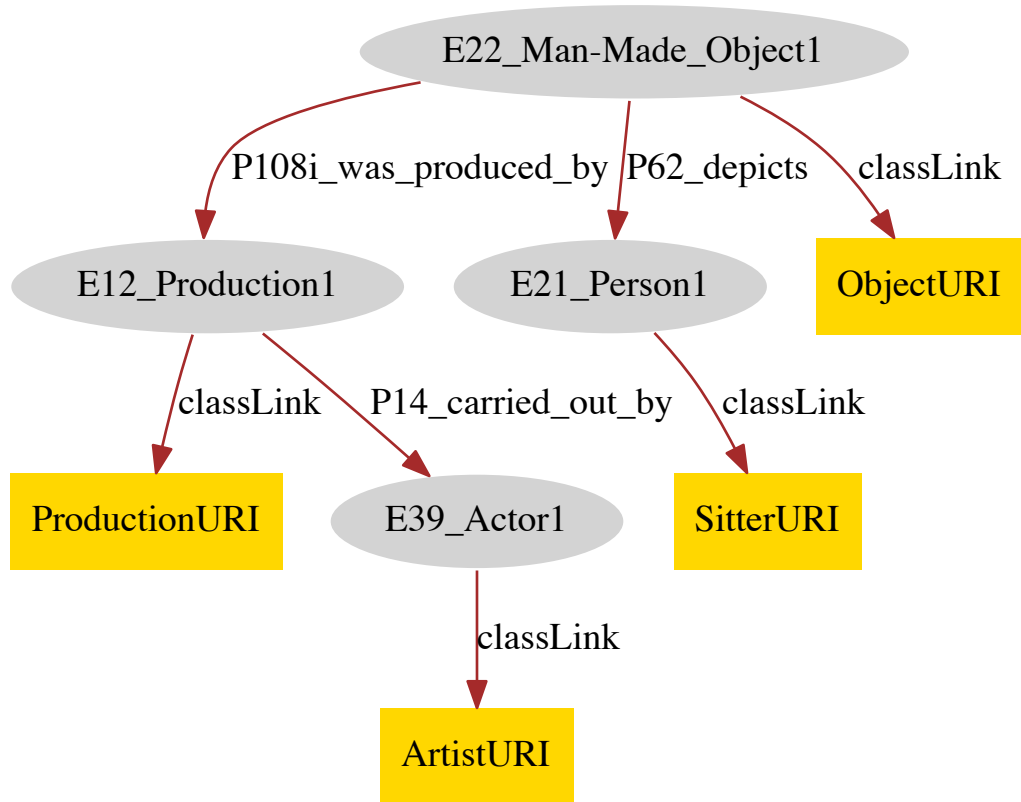 E22_Man-Made_Object1
P108i_was_produced_by
P62_depicts
classLink
E12_Production1
E21_Person1
ObjectURI
classLink
P14_carried_out_by
classLink
ProductionURI
E39_Actor1
SitterURI
classLink
ArtistURI